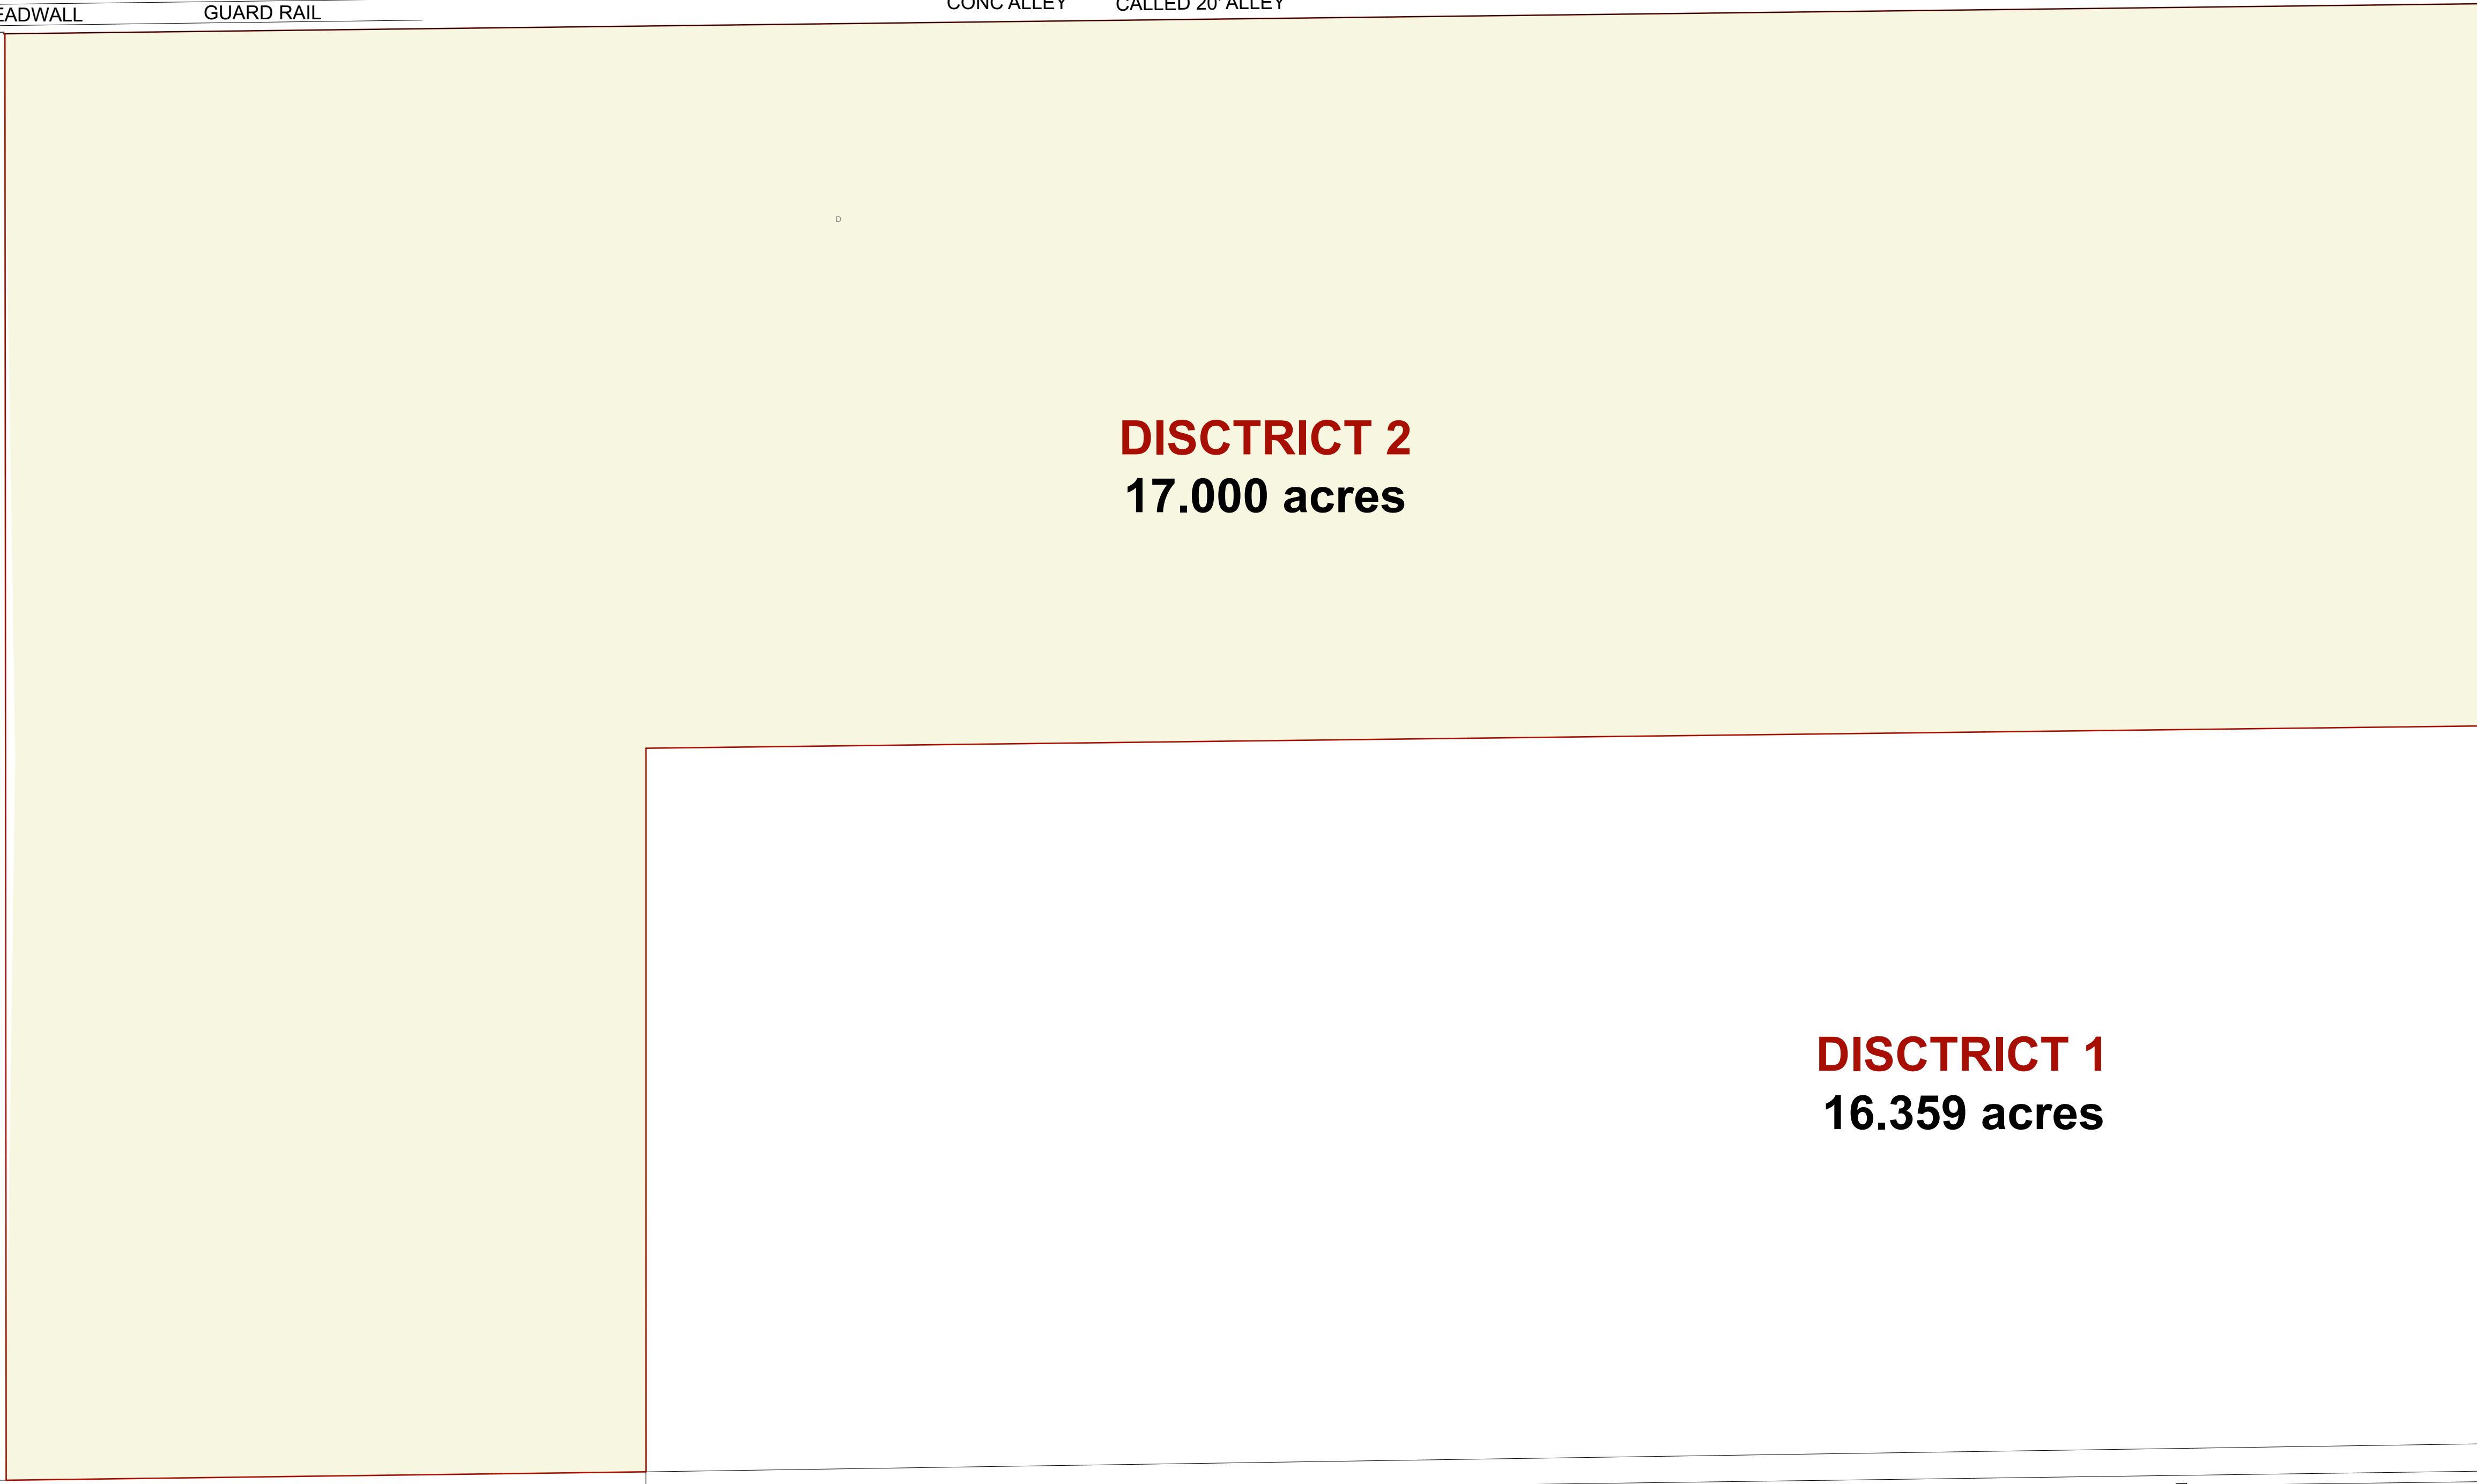 EADWALL
GUARD RAIL
CONC ALLEY
CALLED 20' ALLEY
D
DISCTRICT 2
17.000 acres
DISCTRICT 1
16.359 acres